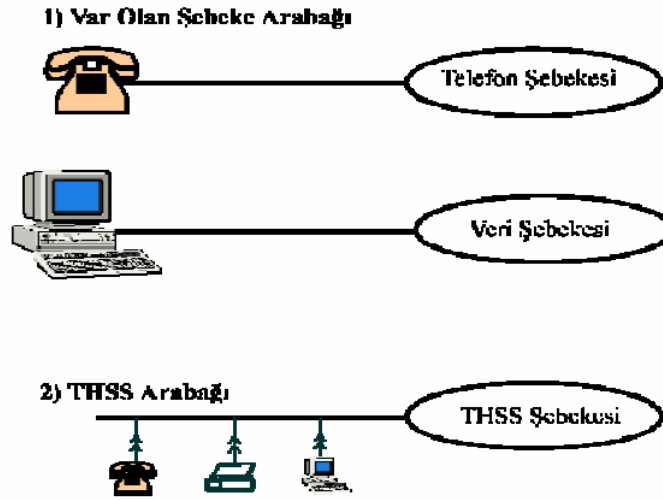 1) Var Olan Şebeke Arabağı
Telefon Şebekesi
Veri Şebekesi
2) THSS Arabağı
THSS Şebekesi